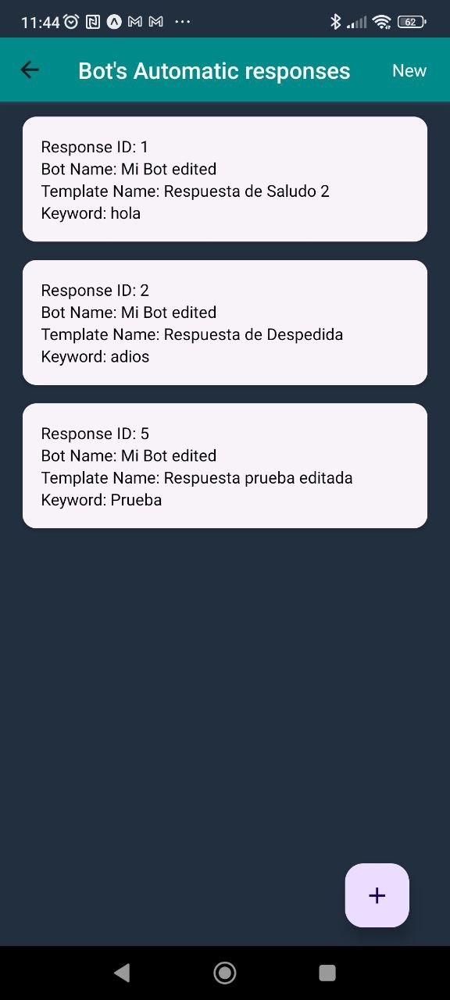 11:44
62
Bot's Automatic responses
New
Response ID: 1
Bot Name: Mi Bot edited
Template Name: Respuesta de Saludo 2
Keyword: hola
Response ID: 2
Bot Name: Mi Bot edited
Template Name: Respuesta de Despedida
Keyword: adios
Response ID: 5
Bot Name: Mi Bot edited
Template Name: Respuesta prueba editada
Keyword: Prueba
+